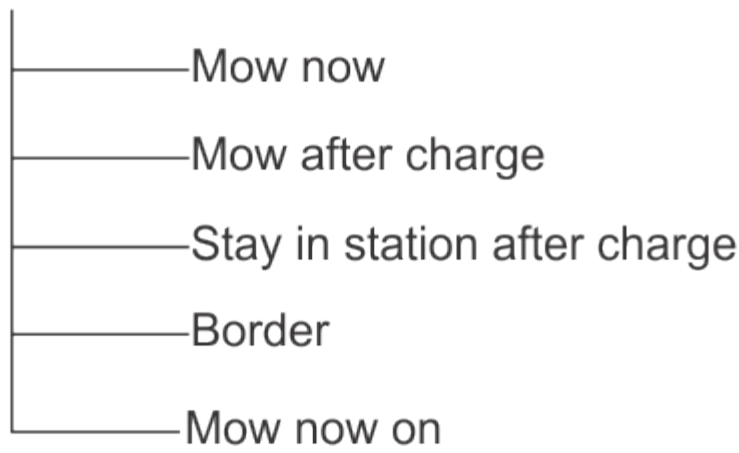 Mow now
Mow after charge
Stay in station after charge
Border
Mow now on